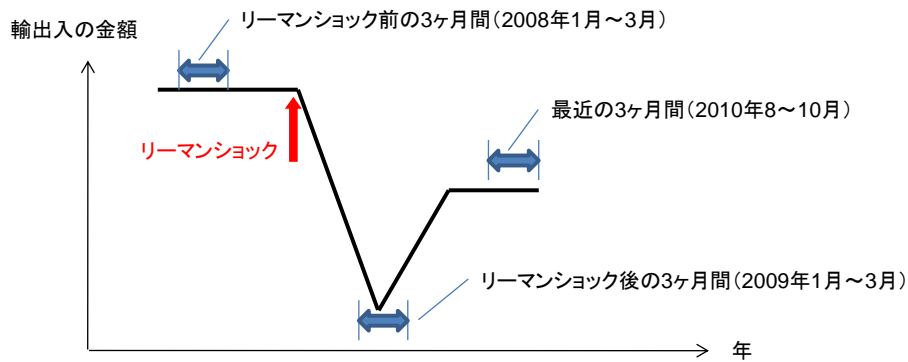 リーマンショック前の3ヶ月間(2008年1月～3月)
輸出入の金額
最近の3ヶ月間(2010年8～10月)
リーマンショック
リーマンショック後の3ヶ月間(2009年1月～3月)
年